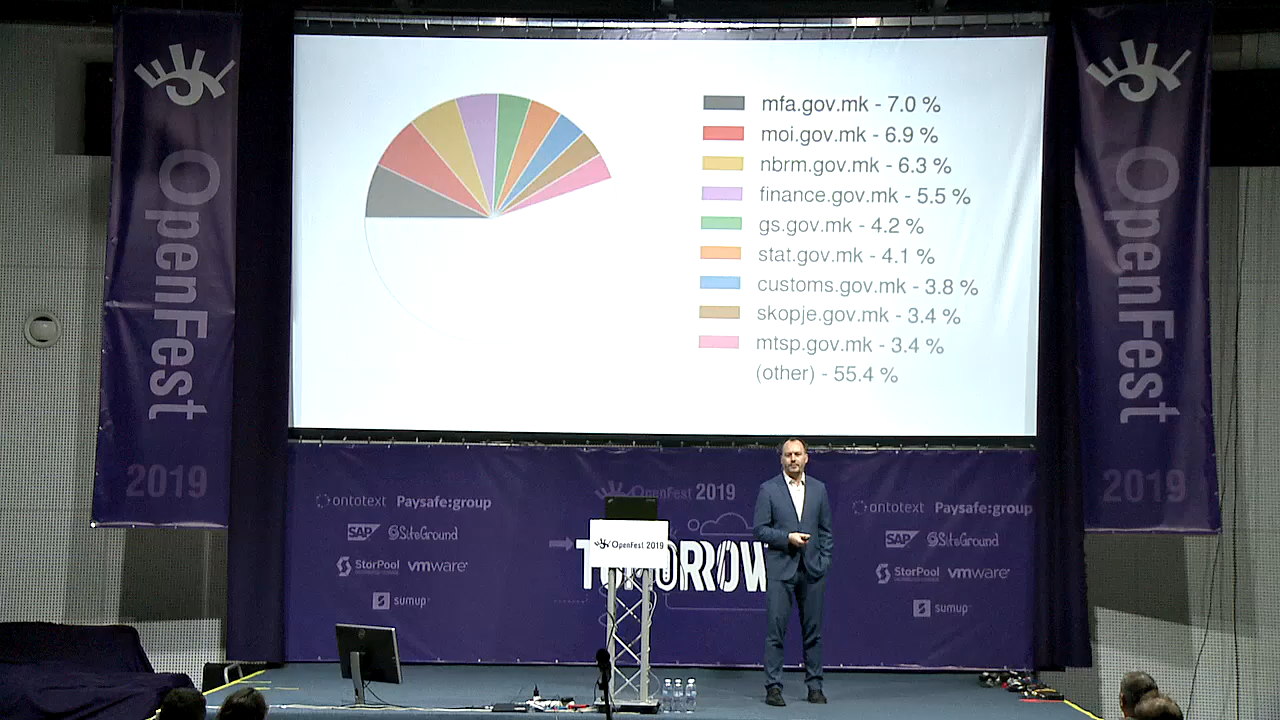 mfa.gov.mk - 7.0 %
moi.gov.mk - 6.9 %
nbrm.gov.mk - 6.3 %
finance.gov.mk - 5.5 %
gs.gov.mk - 4.2 %
stat.gov.mk - 4.1 %
customs.gov.mk - 3.8 %
skopje.gov.mk - 3.4 %
mtsp.gov.mk - 3.4 %
(other) - 55.4 %
OpenFest
2019
OpenFest
2019
OpenFest 2019
ontotext Paysafe:group
SAP SiteGround
StorPool vmware
sumup
OpenFest 2019
TOMORROW
ontotext Paysafe:group
SAP SiteGround
StorPool vmware
sumup